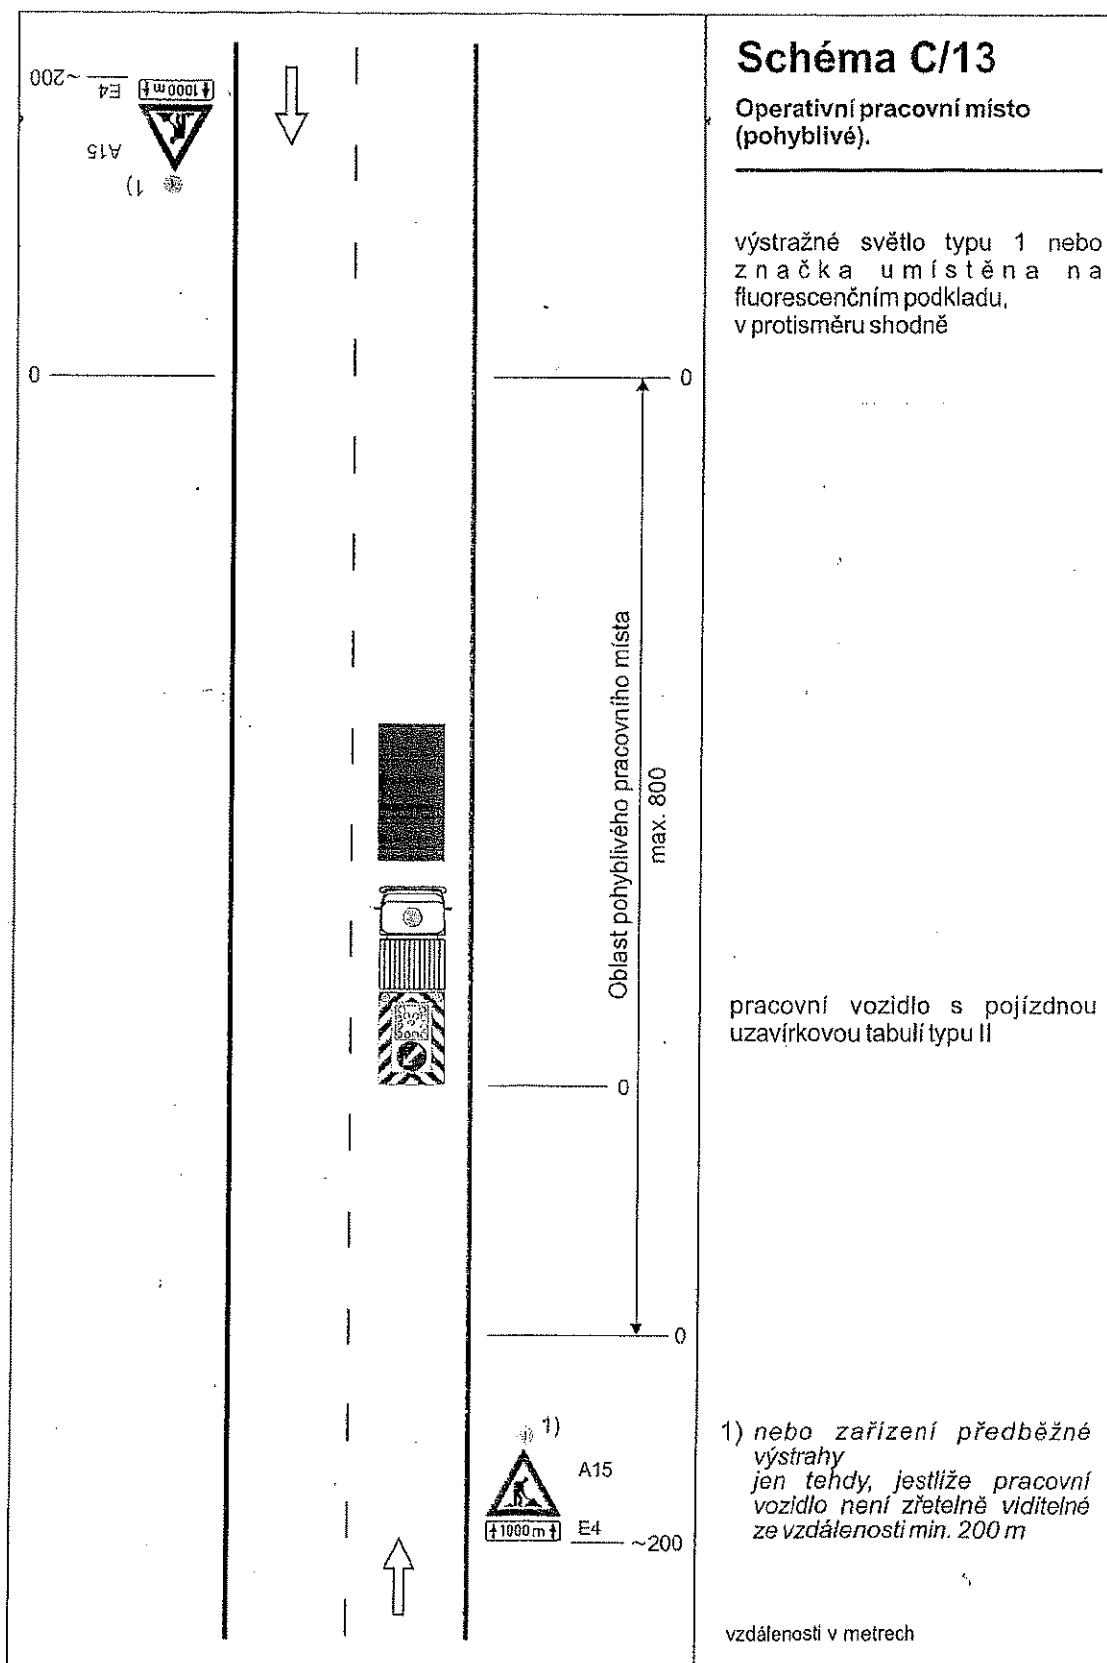 Schéma C/13
Operativní pracovní místo
(pohyblivé).
výstražné světlo typu 1 nebo
značka umístěna na
fluorescenčním podkladu,
v protisměru shodně
~200
E4
1000 m
A15
1)
0
0
Oblast pohyblivého pracovního místa
max. 800
pracovní vozidlo s pojízdnou
uzavírkovou tabulí typu II
0
0
1)
A15
1000 m
E4
~200
1) nebo zařízení předběžné
výstrahy
jen tehdy, jestliže pracovní
vozidlo není zřetelně viditelné
ze vzdálenosti min. 200 m
vzdálenosti v metrech